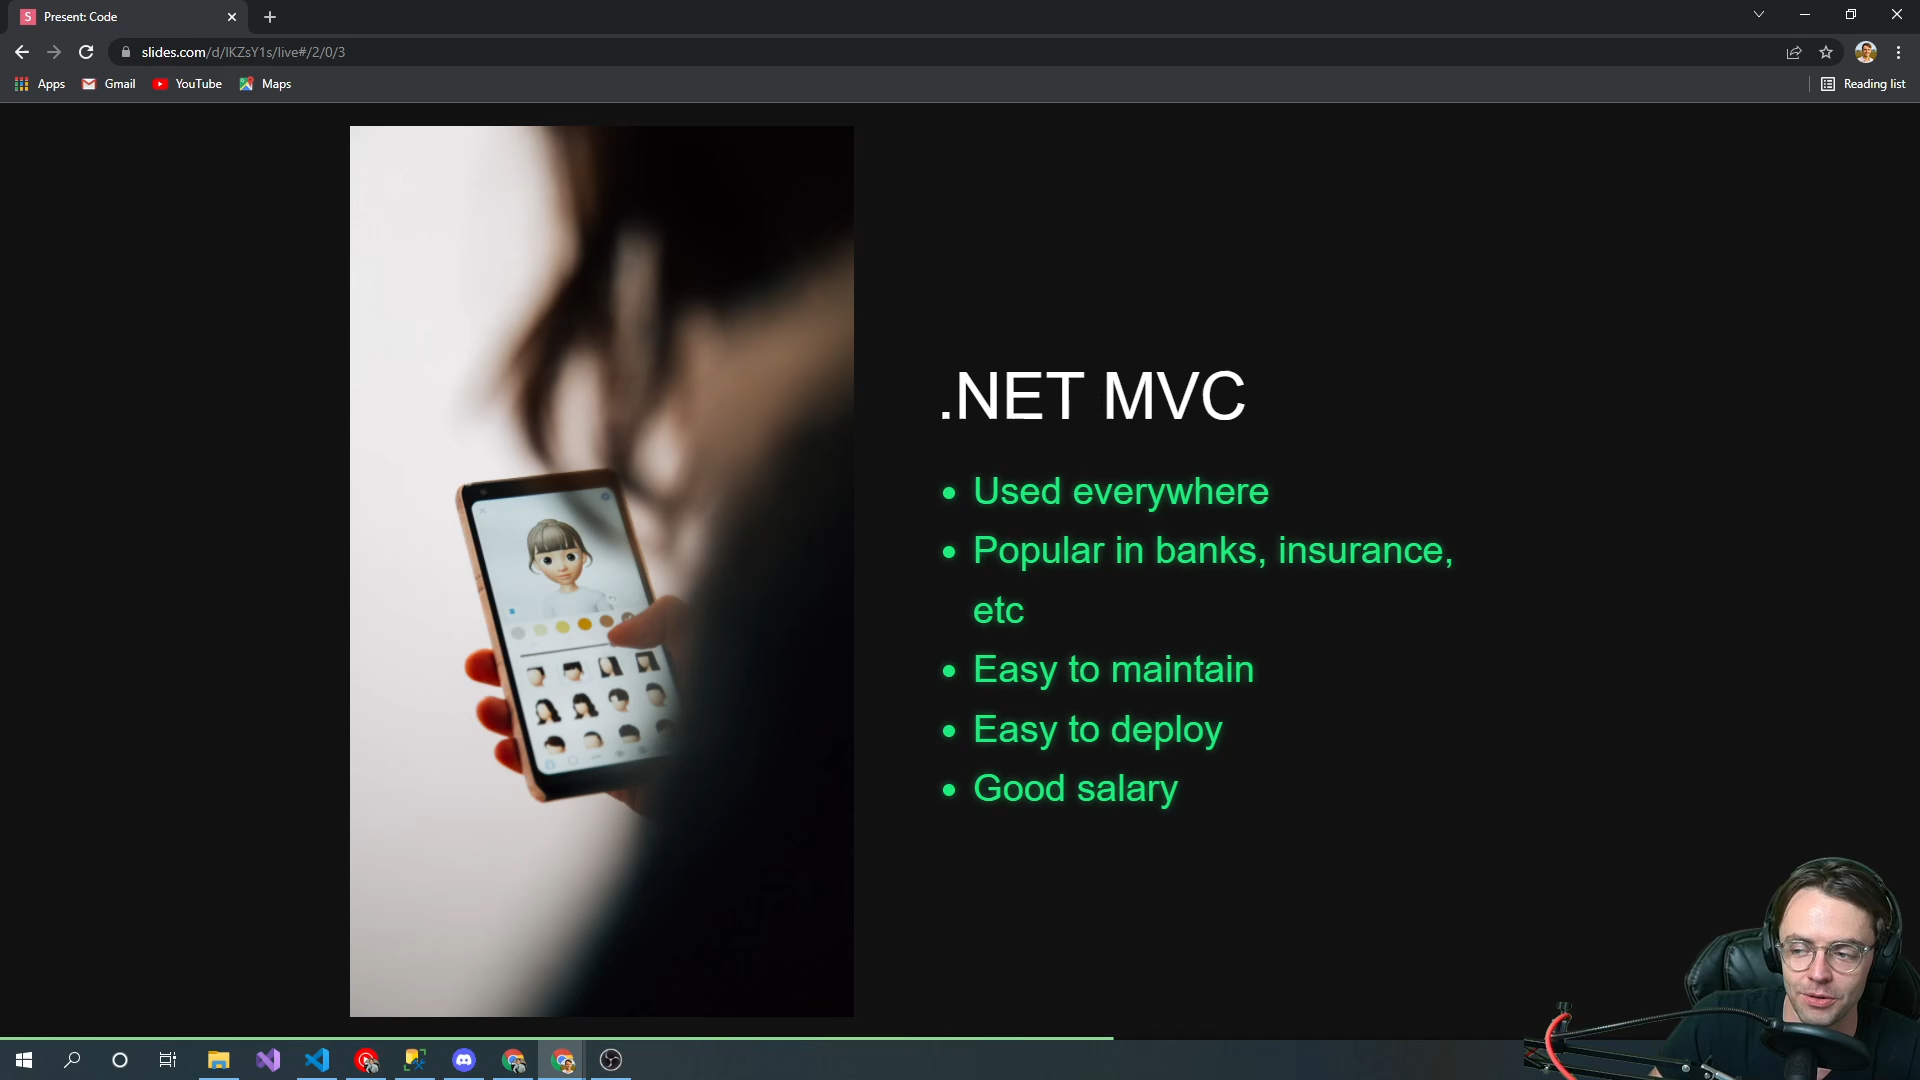 S Present: Code
slides.com/d/lKZsY1s/live#/2/0/3
Apps Gmail YouTube Maps Reading list
.NET MVC
• Used everywhere
• Popular in banks, insurance,
etc
• Easy to maintain
• Easy to deploy
• Good salary